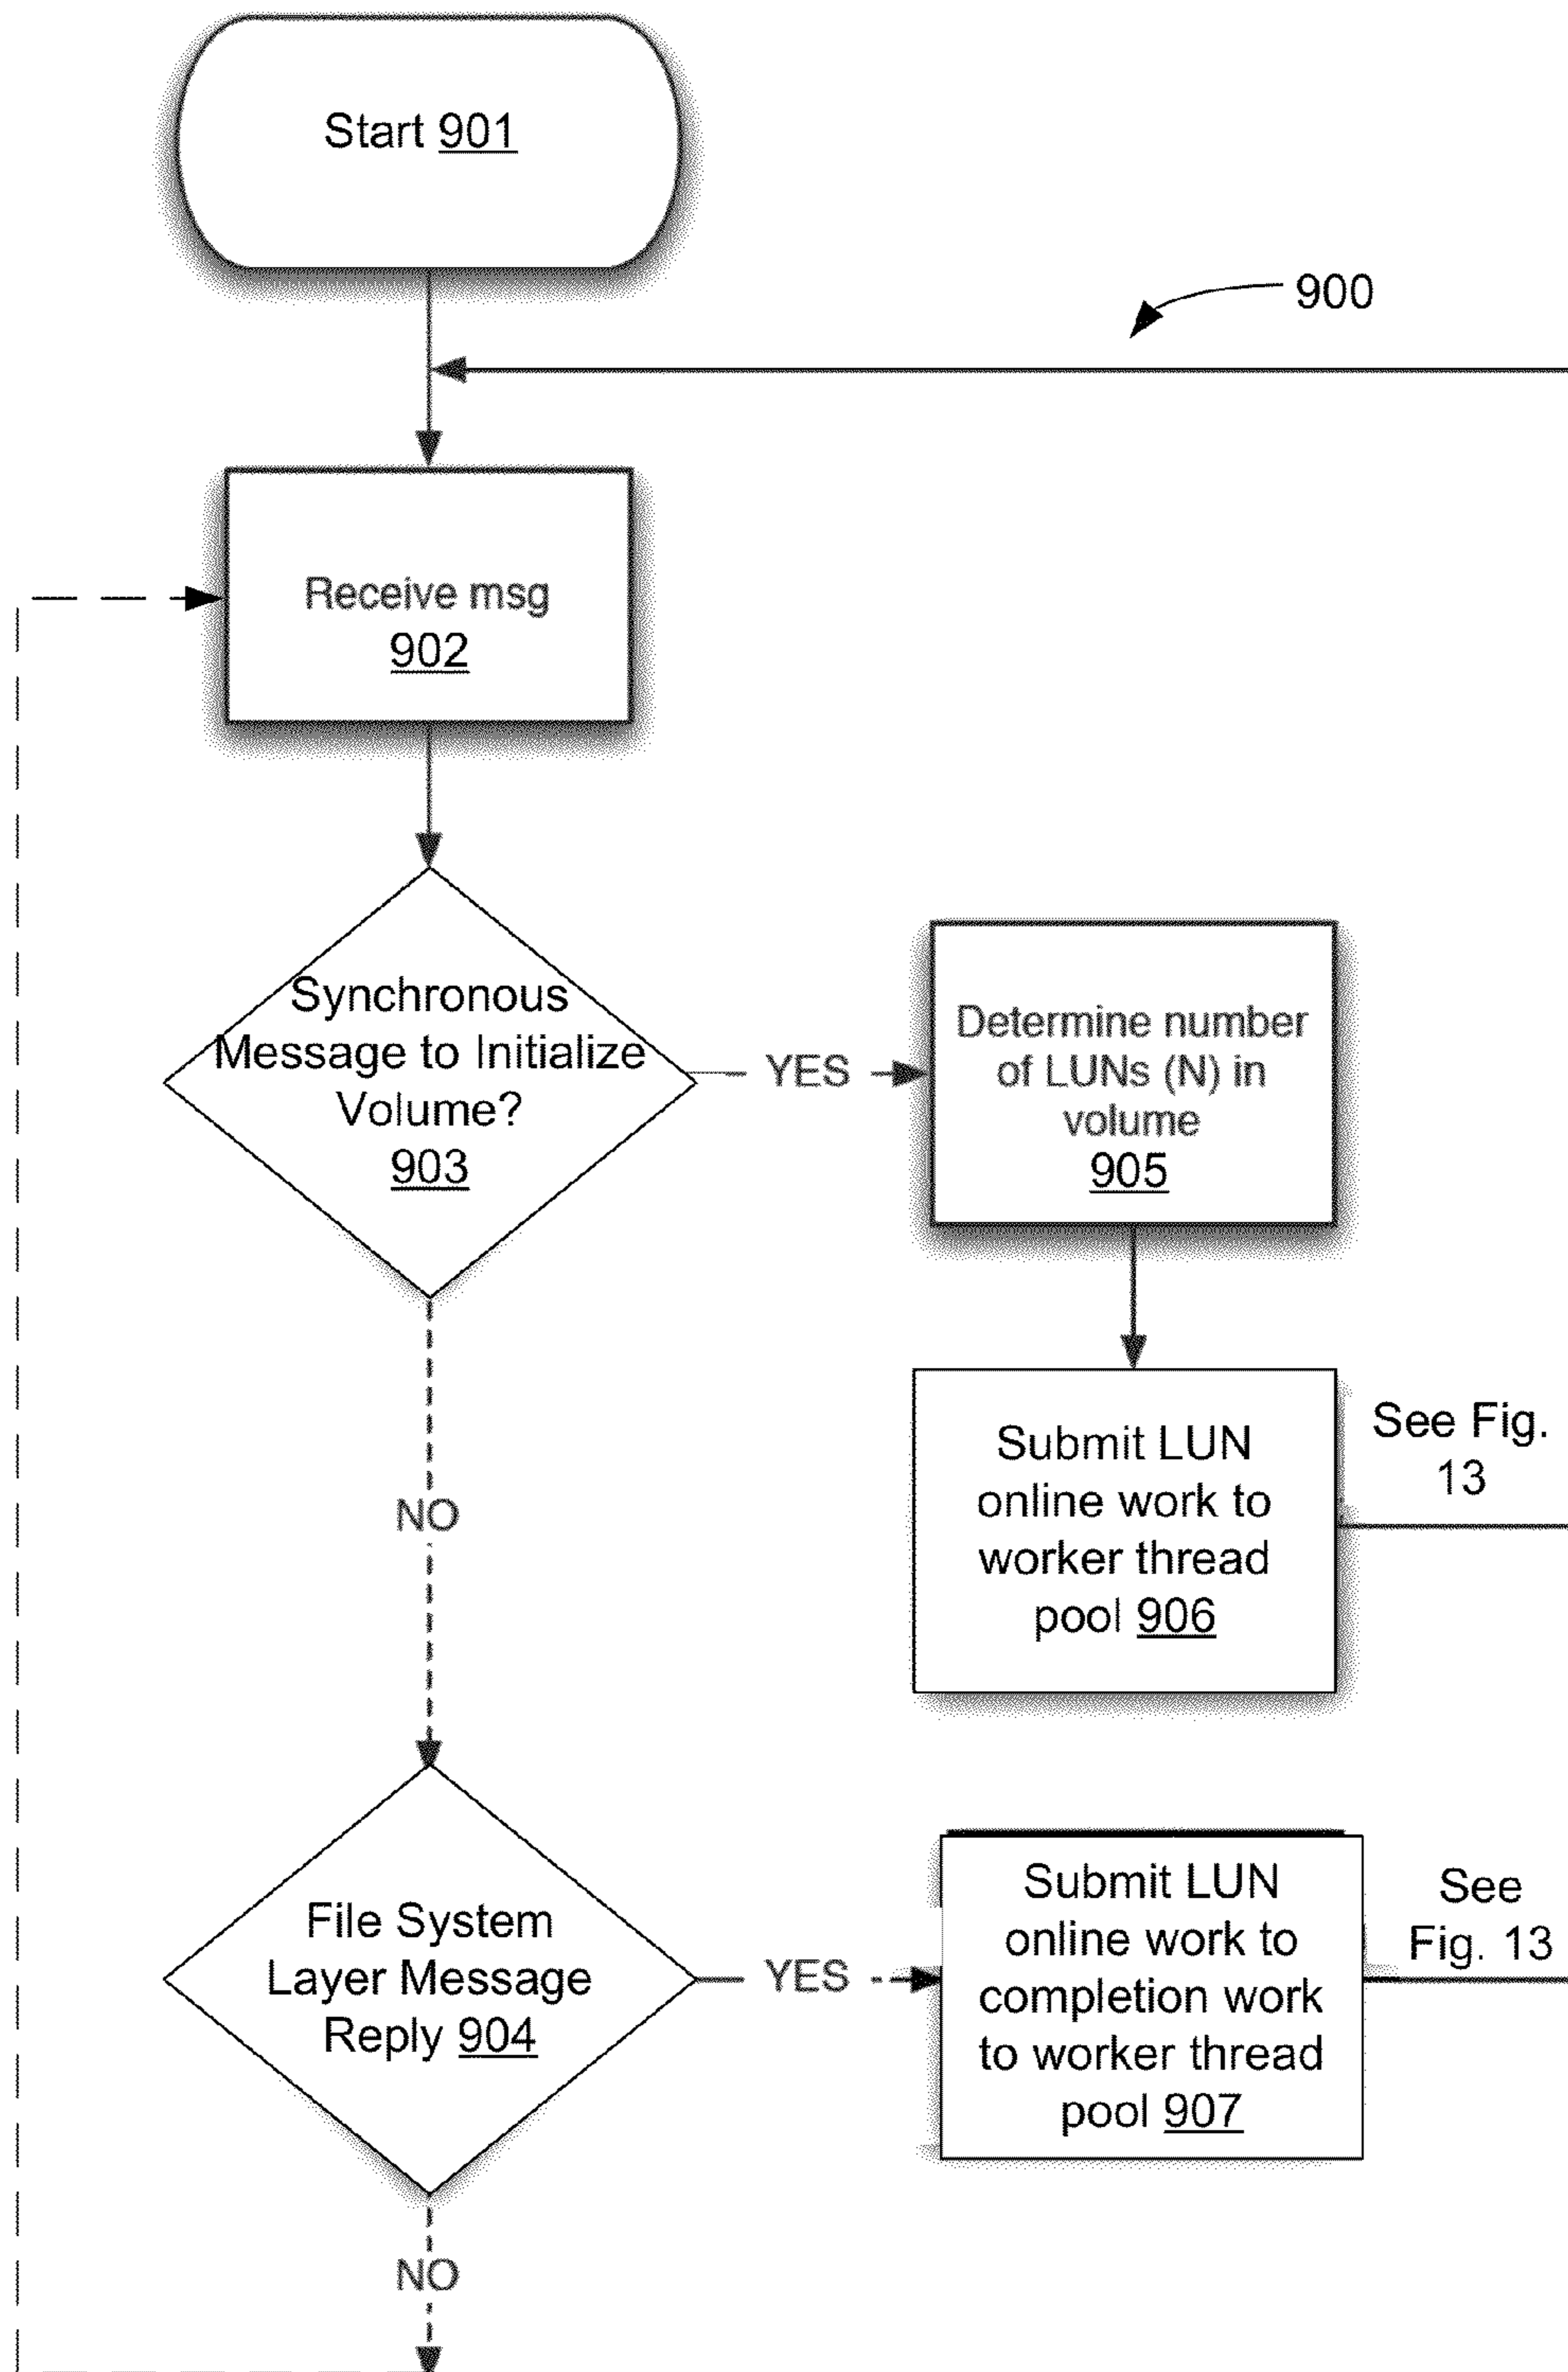 Start 901
900
Receive msg
902
Synchronous
Message to Initialize
Volume?
903
YES
Determine number
of LUNs (N) in
volume
905
NO
Submit LUN
online work to
worker thread
pool 906
See Fig.
13
File System
Layer Message
Reply 904
YES
Submit LUN
online work to
completion work
to worker thread
pool 907
See
Fig. 13
NO